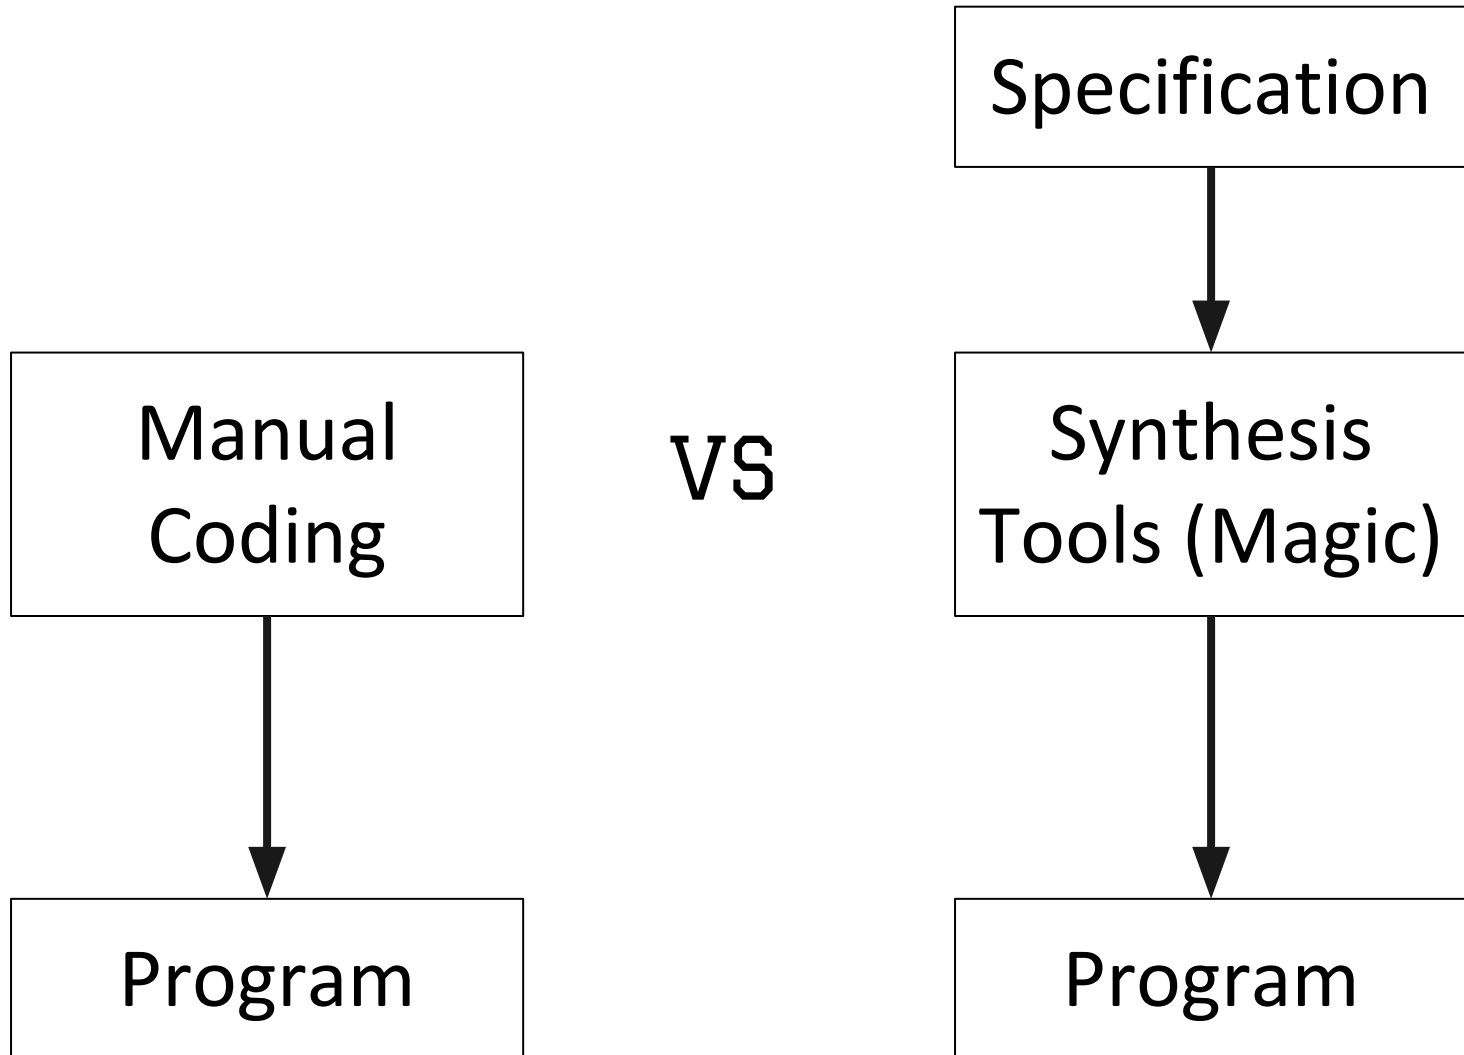 Specification
Manual
Coding
VS
Synthesis
Tools (Magic)
Program
Program